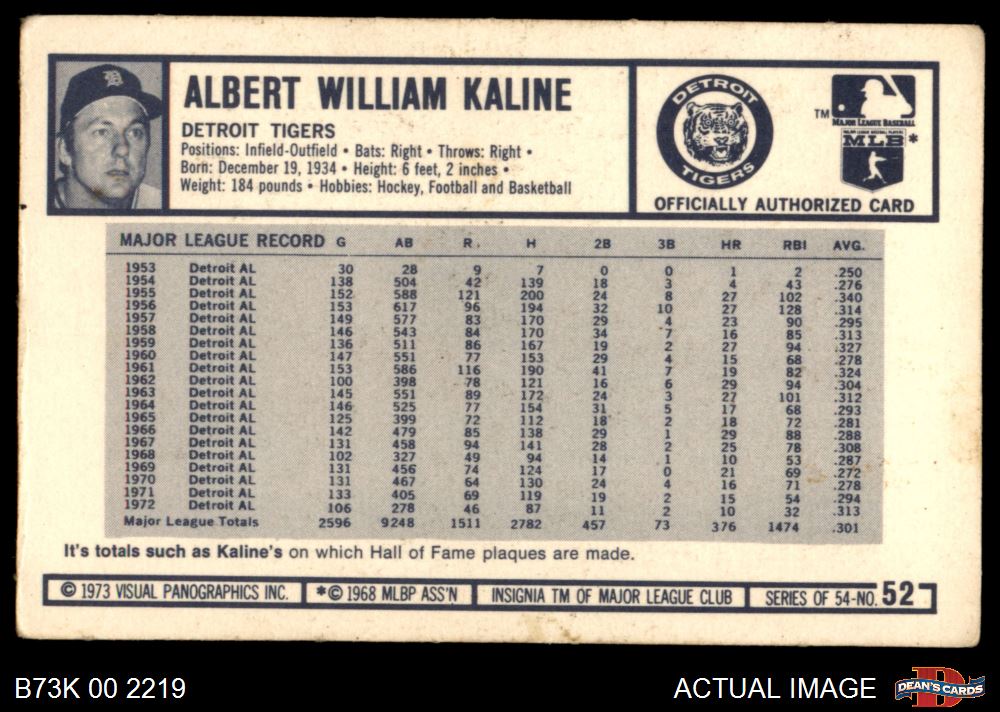 ALBERT WILLIAM KALINE
DETROIT TIGERS
Positions: Infield-Outfield • Bats: Right • Throws: Right •
Born: December 19, 1934 • Height: 6 feet, 2 inches •
Weight: 184 pounds • Hobbies: Hockey, Football and Basketball
DETROIT
TIGERS
TM MAJOR LEAGUE BASEBALL
MAJOR LEAGUE BASEBALL PLAYERS
MLB *
OFFICIALLY AUTHORIZED CARD
MAJOR LEAGUE RECORD G AB R. H 2B 3B HR RBI AVG.
1953 Detroit AL 30 28 9 7 0 0 1 2 .250
1954 Detroit AL 138 504 42 139 18 3 4 43 .276
1955 Detroit AL 152 588 121 200 24 8 27 102 .340
1956 Detroit AL 153 617 96 194 32 10 27 128 .314
1957 Detroit AL 149 577 83 170 29 4 23 90 .295
1958 Detroit AL 146 543 84 170 34 7 16 85 .313
1959 Detroit AL 136 511 86 167 19 2 27 94 .327
1960 Detroit AL 147 551 77 153 29 4 15 68 .278
1961 Detroit AL 153 586 116 190 41 7 19 82 .324
1962 Detroit AL 100 398 78 121 16 6 29 94 .304
1963 Detroit AL 145 551 89 172 24 3 27 101 .312
1964 Detroit AL 146 525 77 154 31 5 17 68 .293
1965 Detroit AL 125 399 72 112 18 2 18 72 .281
1966 Detroit AL 142 479 85 138 29 1 29 88 .288
1967 Detroit AL 131 458 94 141 28 2 25 78 .308
1968 Detroit AL 102 327 49 94 14 1 10 53 .287
1969 Detroit AL 131 456 74 124 17 0 21 69 .272
1970 Detroit AL 131 467 64 130 24 4 16 71 .278
1971 Detroit AL 133 405 69 119 19 2 15 54 .294
1972 Detroit AL 106 278 46 87 11 2 10 32 .313
Major League Totals 2596 9248 1511 2782 457 73 376 1474 .301
It's totals such as Kaline's on which Hall of Fame plaques are made.
© 1973 VISUAL PANOGRAPHICS INC. *© 1968 MLBP ASS'N INSIGNIA TM OF MAJOR LEAGUE CLUB SERIES OF 54-NO. 52
B73K 00 2219
ACTUAL IMAGE
DEAN'S CARDS